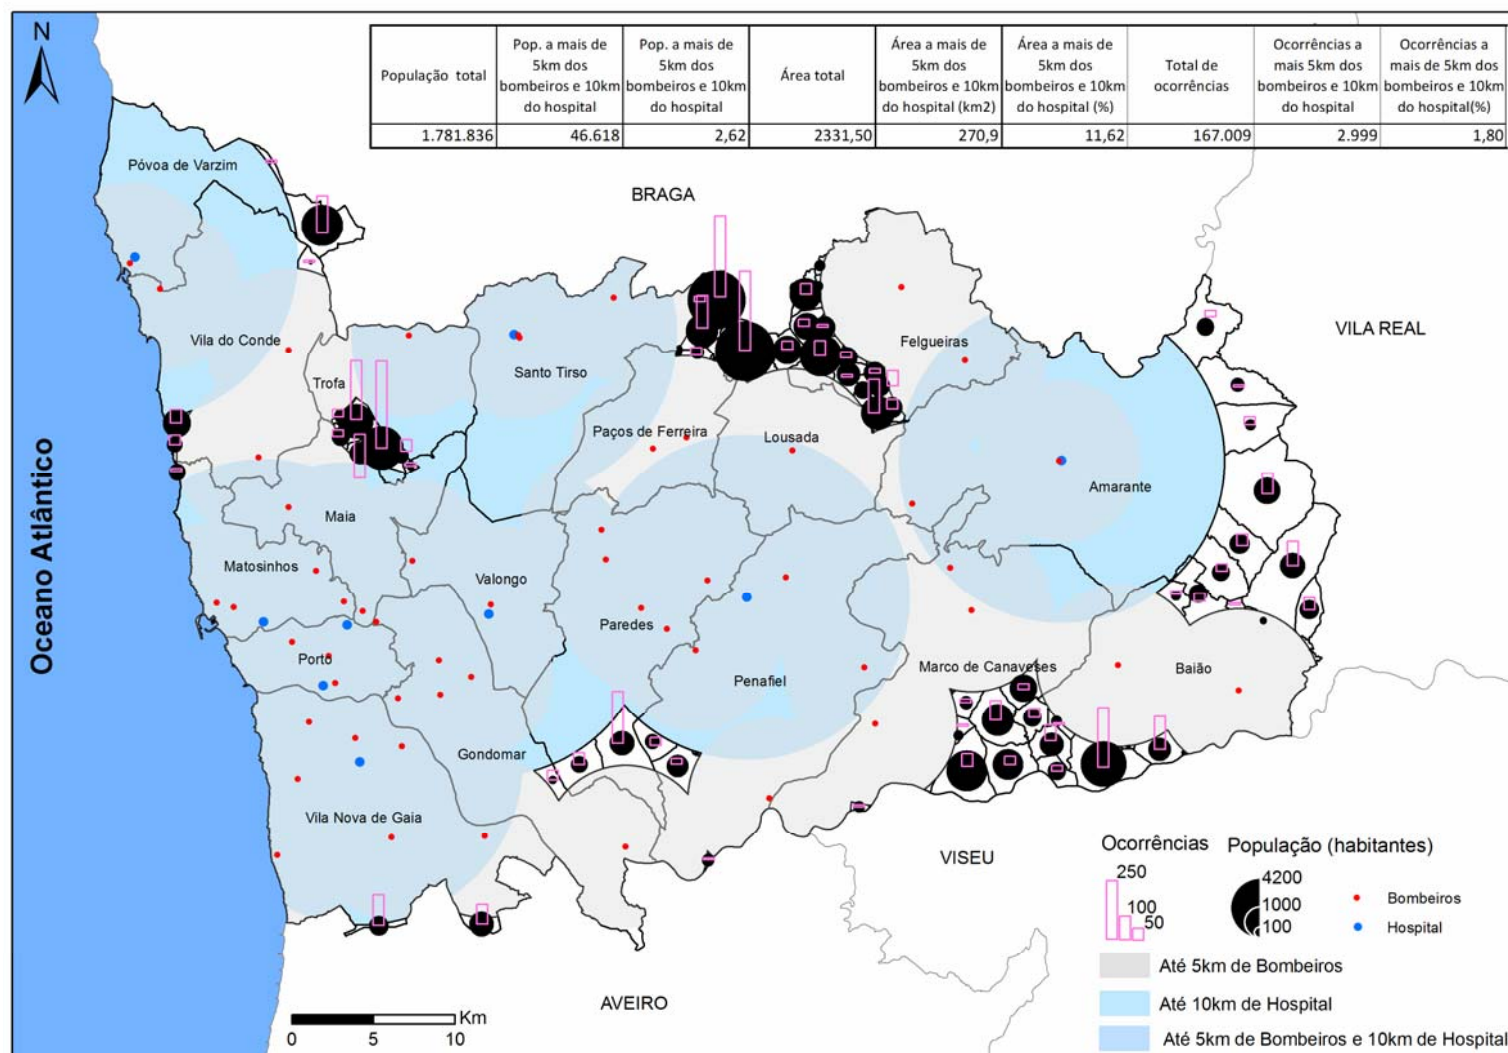 N
População total
Pop. a mais de
5km dos
bombeiros e 10km
do hospital
Pop. a mais de
5km dos
bombeiros e 10km
do hospital
Área total
Área a mais de
5km dos
bombeiros e 10km
do hospital (km2)
Área a mais de
5km dos
bombeiros e 10km
do hospital (%)
Total de
ocorrências
Ocorrências a
mais 5km dos
bombeiros e 10km
do hospital
Ocorrências a
mais de 5km dos
bombeiros e 10km
do hospital(%)
1.781.836
46.618
2,62
2331,50
270,9
11,62
167.009
2.999
1,80
Póvoa de Varzim
BRAGA
VILA REAL
Vila do Conde
Felgueiras
Trofa
Santo Tirso
Paços de Ferreira
Lousada
Amarante
Maia
Matosinhos
Valongo
Paredes
Porto
Penafiel
Marco de Canaveses
Baião
Gondomar
Vila Nova de Gaia
Oceano Atlântico
VISEU
AVEIRO
Ocorrências
250
100
50
População (habitantes)
4200
1000
100
Bombeiros
Hospital
Até 5km de Bombeiros
Até 10km de Hospital
Até 5km de Bombeiros e 10km de Hospital
Km
0 5 10